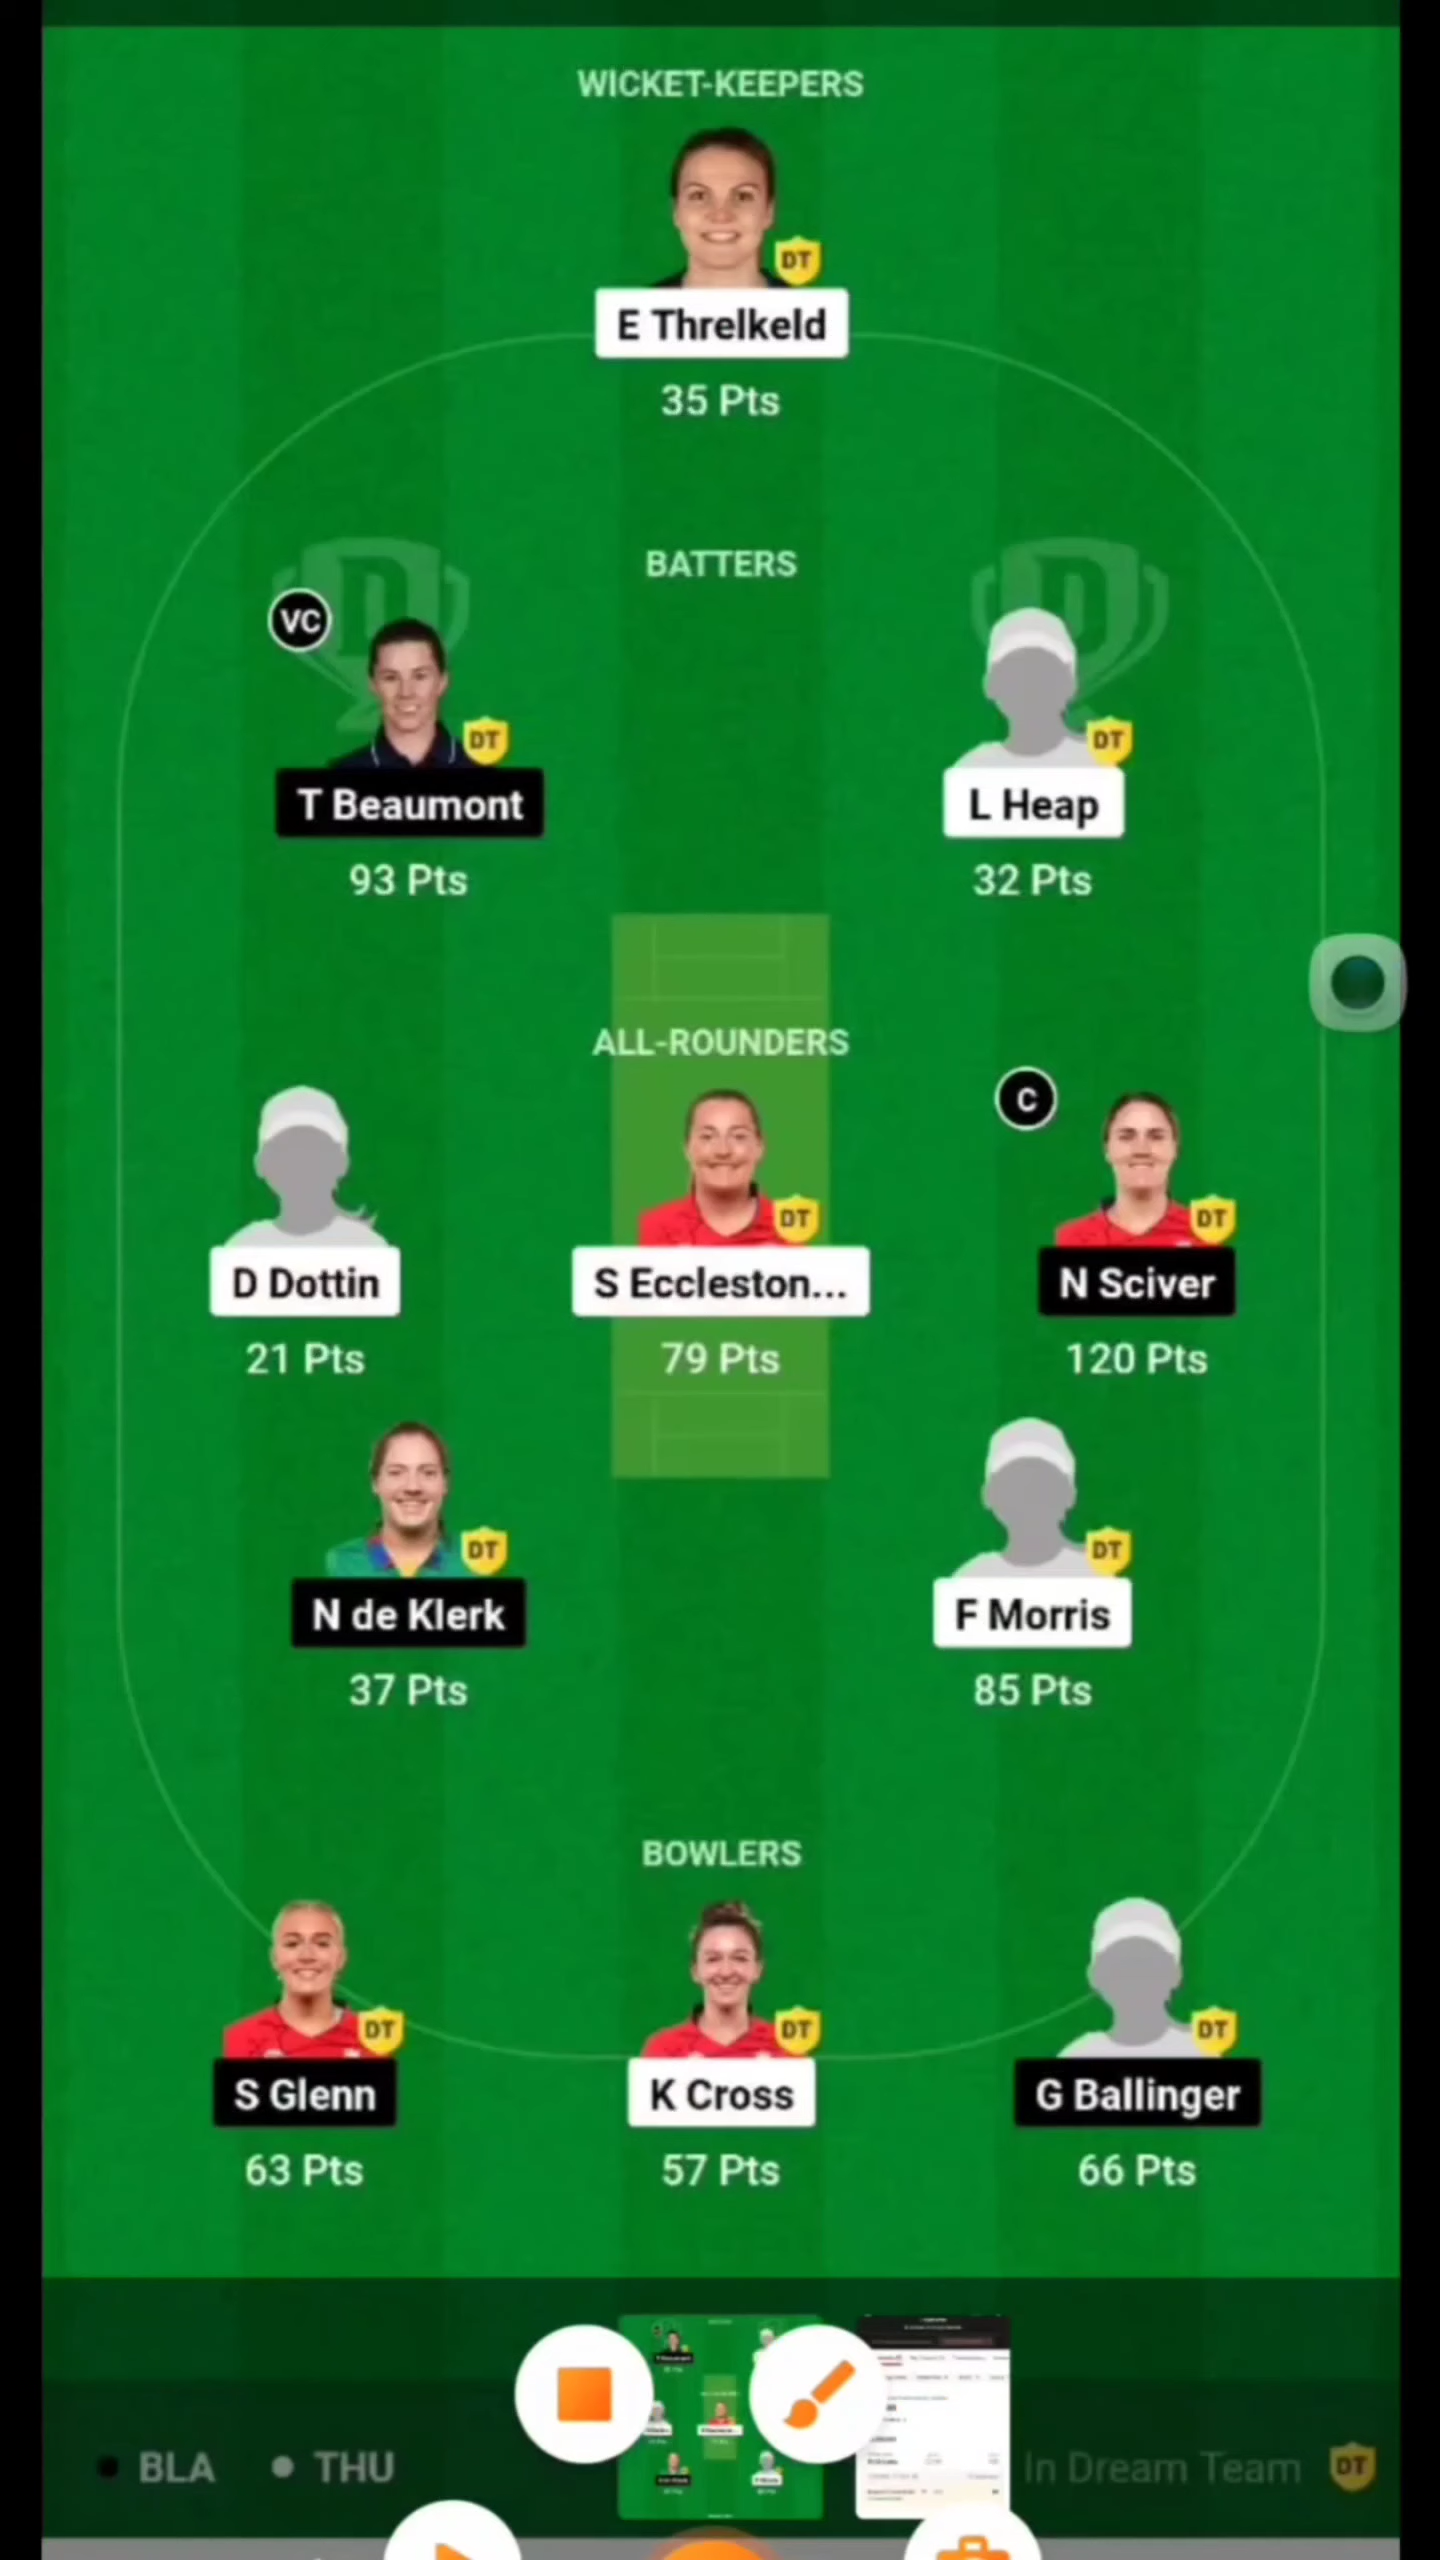 WICKET-KEEPERS
DT
E Threlkeld
35 Pts
BATTERS
VC
DT
DT
T Beaumont
L Heap
93 Pts
32 Pts
ALL-ROUNDERS
C
DT
DT
D Dottin
S Eccleston...
N Sciver
21 Pts
79 Pts
120 Pts
DT
DT
N de Klerk
F Morris
37 Pts
85 Pts
BOWLERS
DT
DT
DT
S Glenn
K Cross
G Ballinger
63 Pts
57 Pts
66 Pts
BLA
THU
In Dream Team
DT